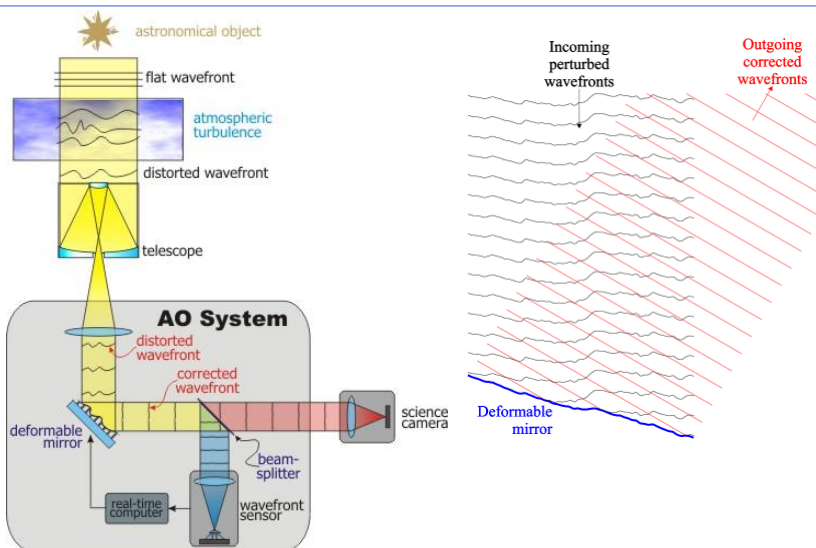 astronomical object
flat wavefront
atmospheric
turbulence
distorted wavefront
telescope
AO System
distorted
wavefront
corrected
wavefront
deformable
mirror
beam-
splitter
science
camera
real-time
computer
wavefront
sensor
Incoming
perturbed
wavefronts
Outgoing
corrected
wavefronts
Deformable
mirror